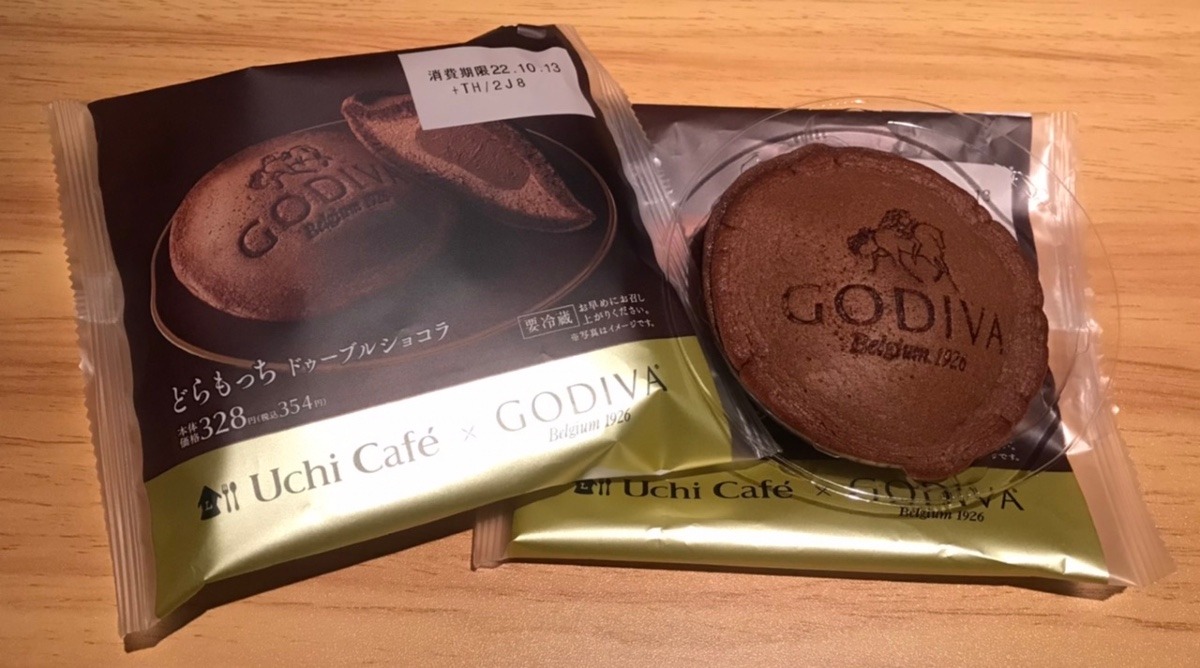 消費期限22.10.13
+TH/2J8
GODIVA
Belgium 1926
要冷蔵
お早めにお召し
上がりください。
※写真はイメージです。
どらもっち ドゥーブルショコラ
本体
価格328円(税込354円)
Uchi Café × GODIVA
Belgium 1926
GODIVA
Belgium 1926
です。
Uchi Café × GODIVA
Belgium 1926